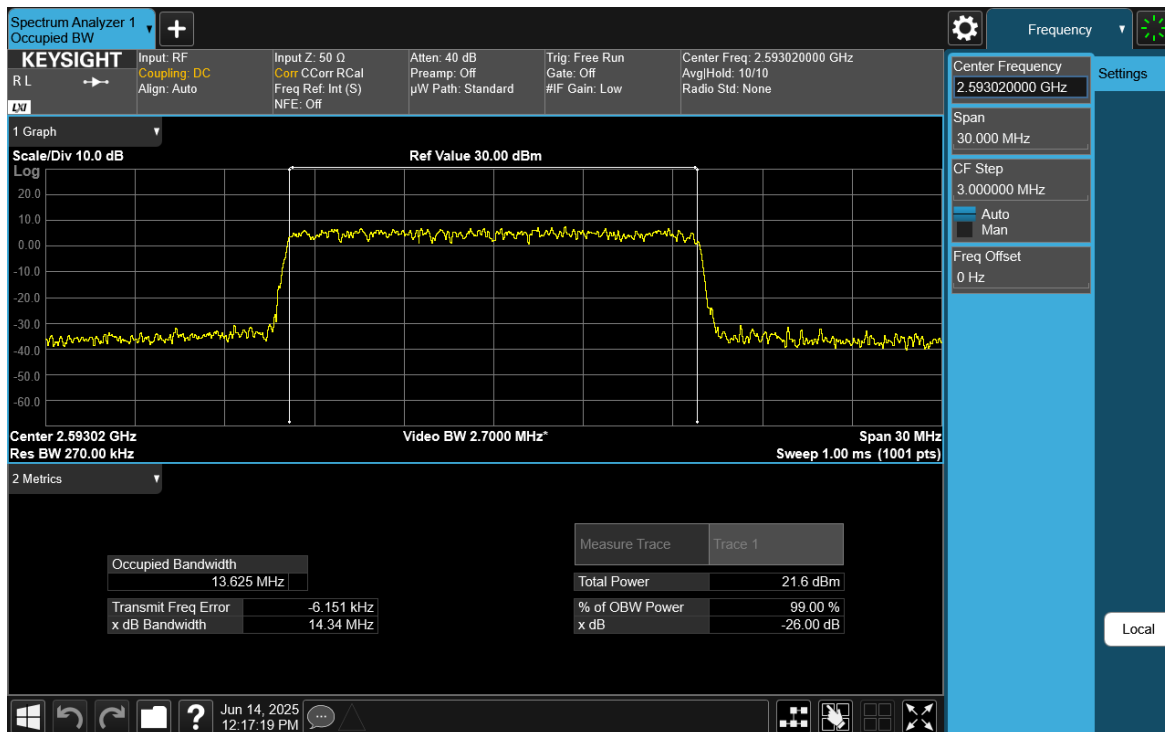 Spectrum Analyzer 1
Occupied BW
+
Frequency
KEYSIGHT
R L
LXI
Input: RF
Coupling: DC
Align: Auto
Input Z: 50 Ω
Corr CCorr RCal
Freq Ref: Int (S)
NFE: Off
Atten: 40 dB
Preamp: Off
µW Path: Standard
Trig: Free Run
Gate: Off
#IF Gain: Low
Center Freq: 2.593020000 GHz
Avg|Hold: 10/10
Radio Std: None
Center Frequency
2.593020000 GHz
Settings
Span
30.000 MHz
CF Step
3.000000 MHz
Auto
Man
Freq Offset
0 Hz
Local
1 Graph
Scale/Div 10.0 dB
Ref Value 30.00 dBm
Log
20.0
10.0
0.00
-10.0
-20.0
-30.0
-40.0
-50.0
-60.0
Center 2.59302 GHz
Video BW 2.7000 MHz*
Span 30 MHz
Res BW 270.00 kHz
Sweep 1.00 ms (1001 pts)
2 Metrics
Measure Trace
Trace 1
Occupied Bandwidth
13.625 MHz
Total Power
21.6 dBm
Transmit Freq Error
-6.151 kHz
% of OBW Power
99.00 %
x dB Bandwidth
14.34 MHz
x dB
-26.00 dB
?
Jun 14, 2025
12:17:19 PM